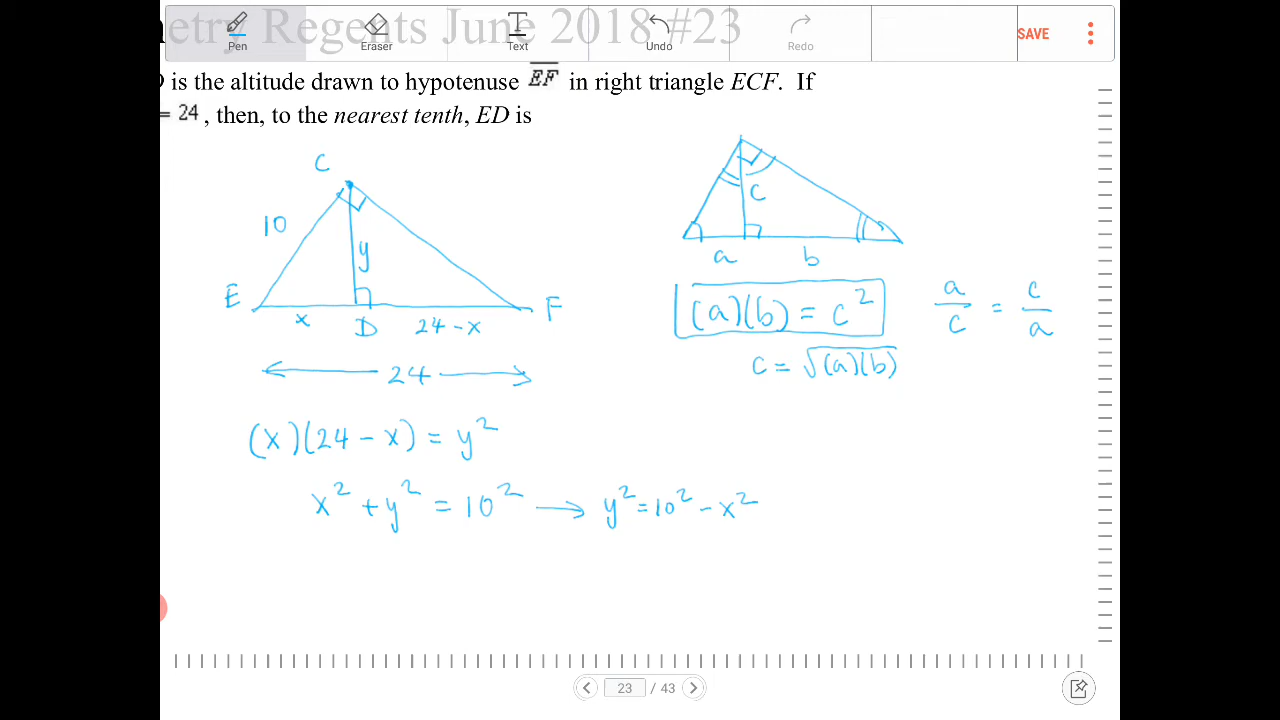 etry Regents June 2018 #23
Pen
Eraser
Text
Undo
Redo
SAVE
is the altitude drawn to hypotenuse EF in right triangle ECF. If
= 24, then, to the nearest tenth, ED is
C
10
y
E
x
D
24 - x
F
24
C
a
b
(a)(b) = c²
a/c = c/a
c = √(a)(b)
(x)(24 - x) = y²
x² + y² = 10² → y² = 10² - x²
23 / 43